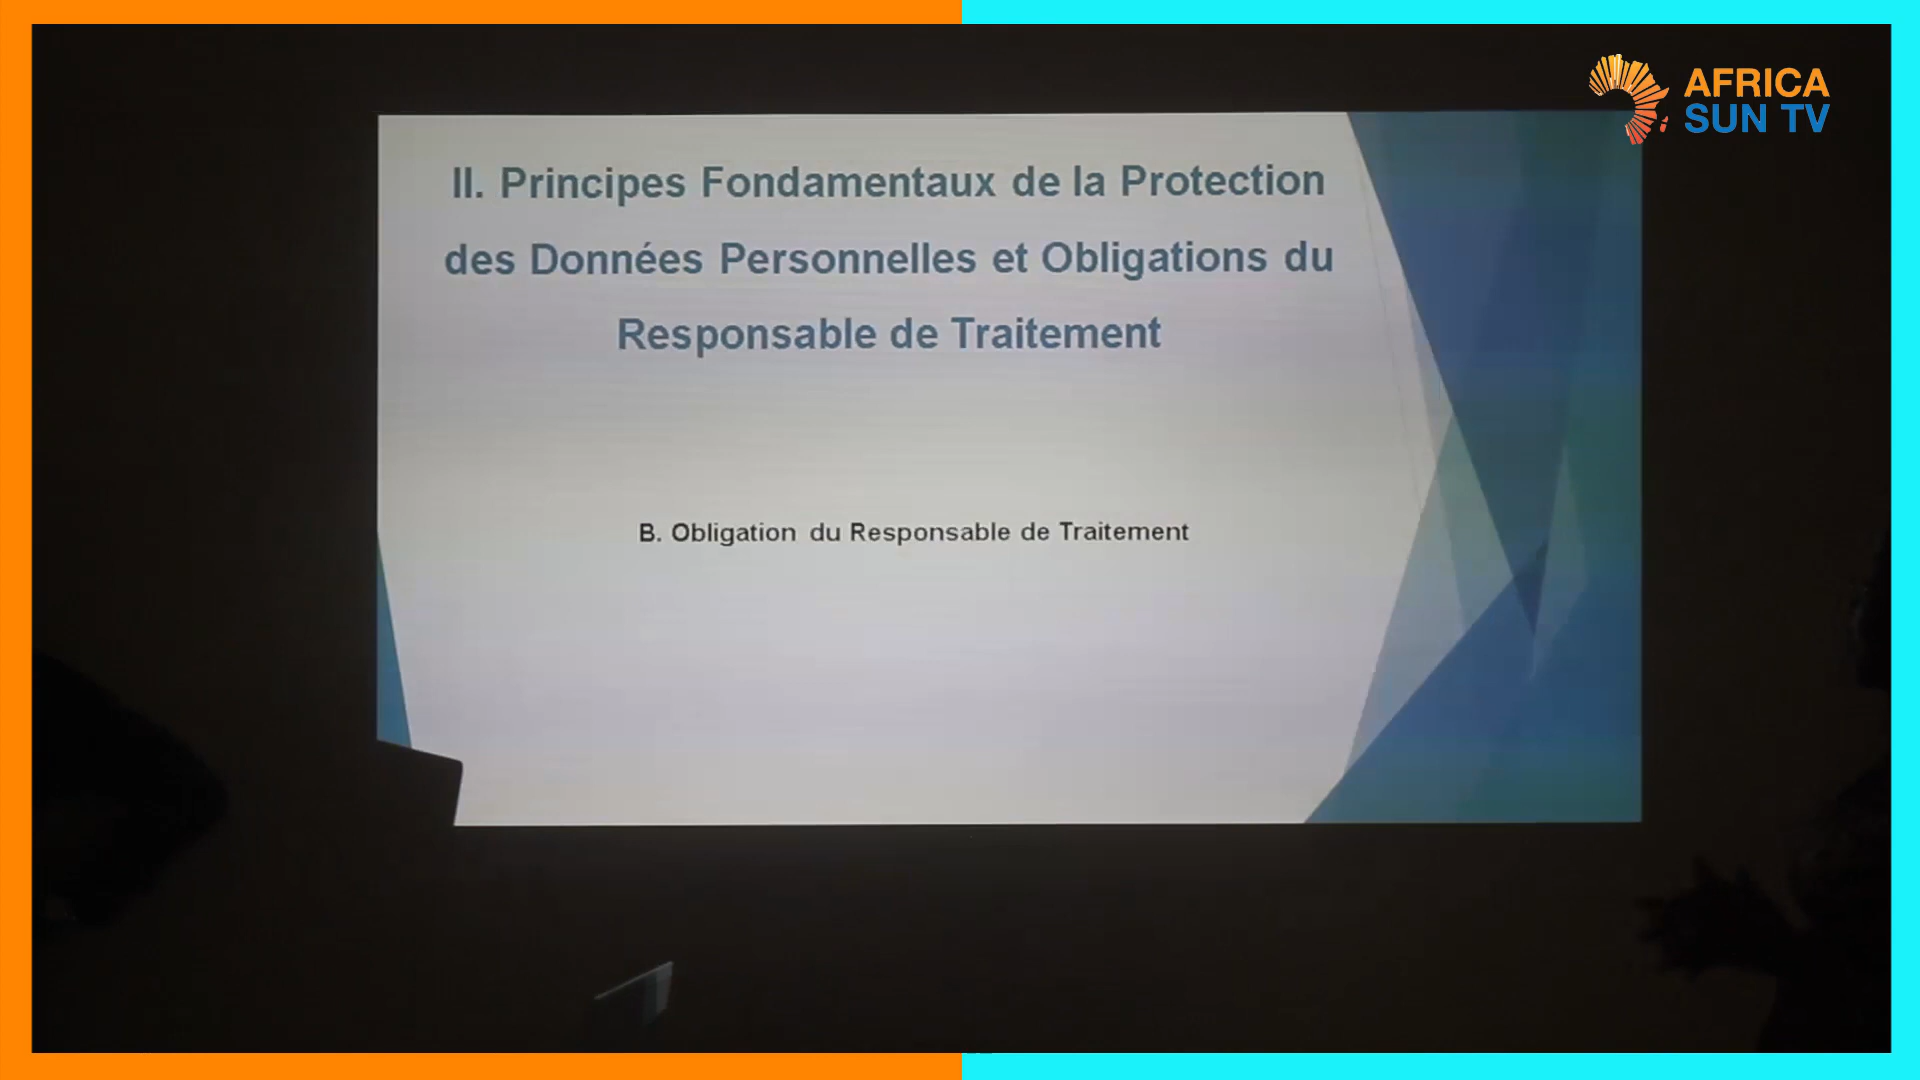 AFRICA
SUN TV
II. Principes Fondamentaux de la Protection
des Données Personnelles et Obligations du
Responsable de Traitement
B. Obligation du Responsable de Traitement